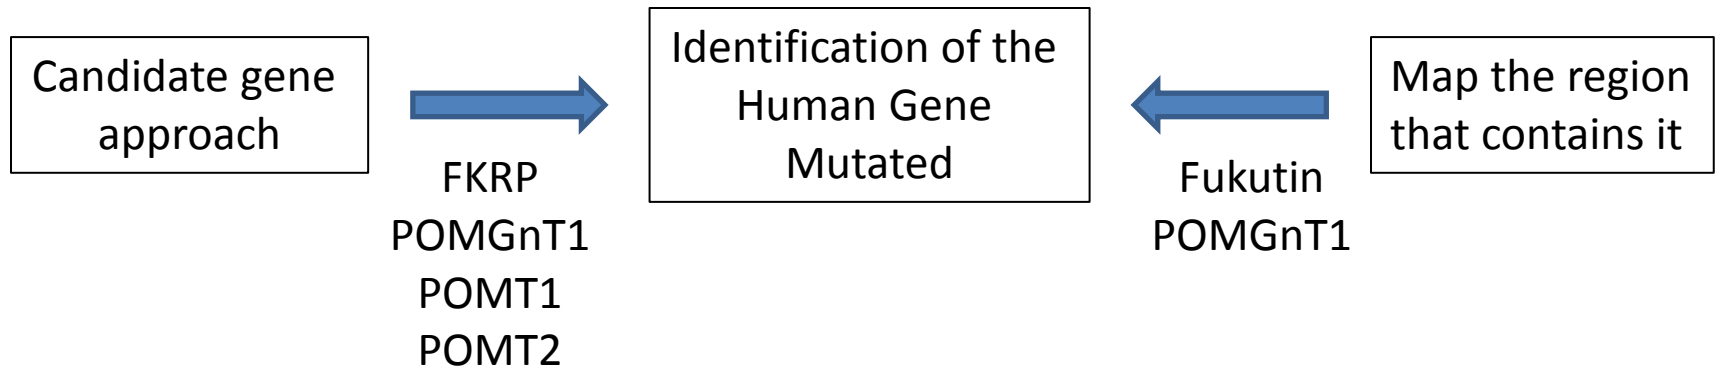 Candidate gene
approach
FKRP
POMGnT1
POMT1
POMT2
Identification of the
Human Gene
Mutated
Fukutin
POMGnT1
Map the region
that contains it